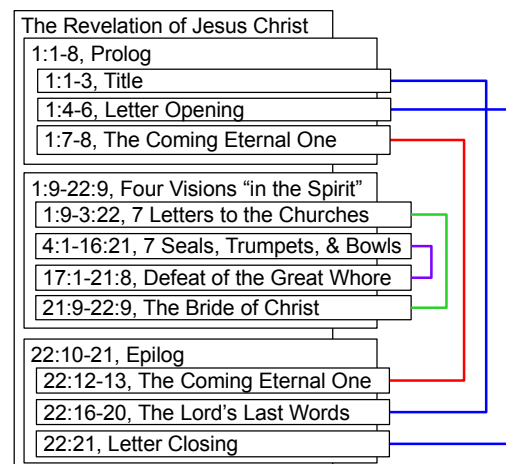 The Revelation of Jesus Christ
1:1-8, Prolog
1:1-3, Title
1:4-6, Letter Opening
1:7-8, The Coming Eternal One
1:9-22:9, Four Visions “in the Spirit”
1:9-3:22, 7 Letters to the Churches
4:1-16:21, 7 Seals, Trumpets, & Bowls
17:1-21:8, Defeat of the Great Whore
21:9-22:9, The Bride of Christ
22:10-21, Epilog
22:12-13, The Coming Eternal One
22:16-20, The Lord’s Last Words
22:21, Letter Closing